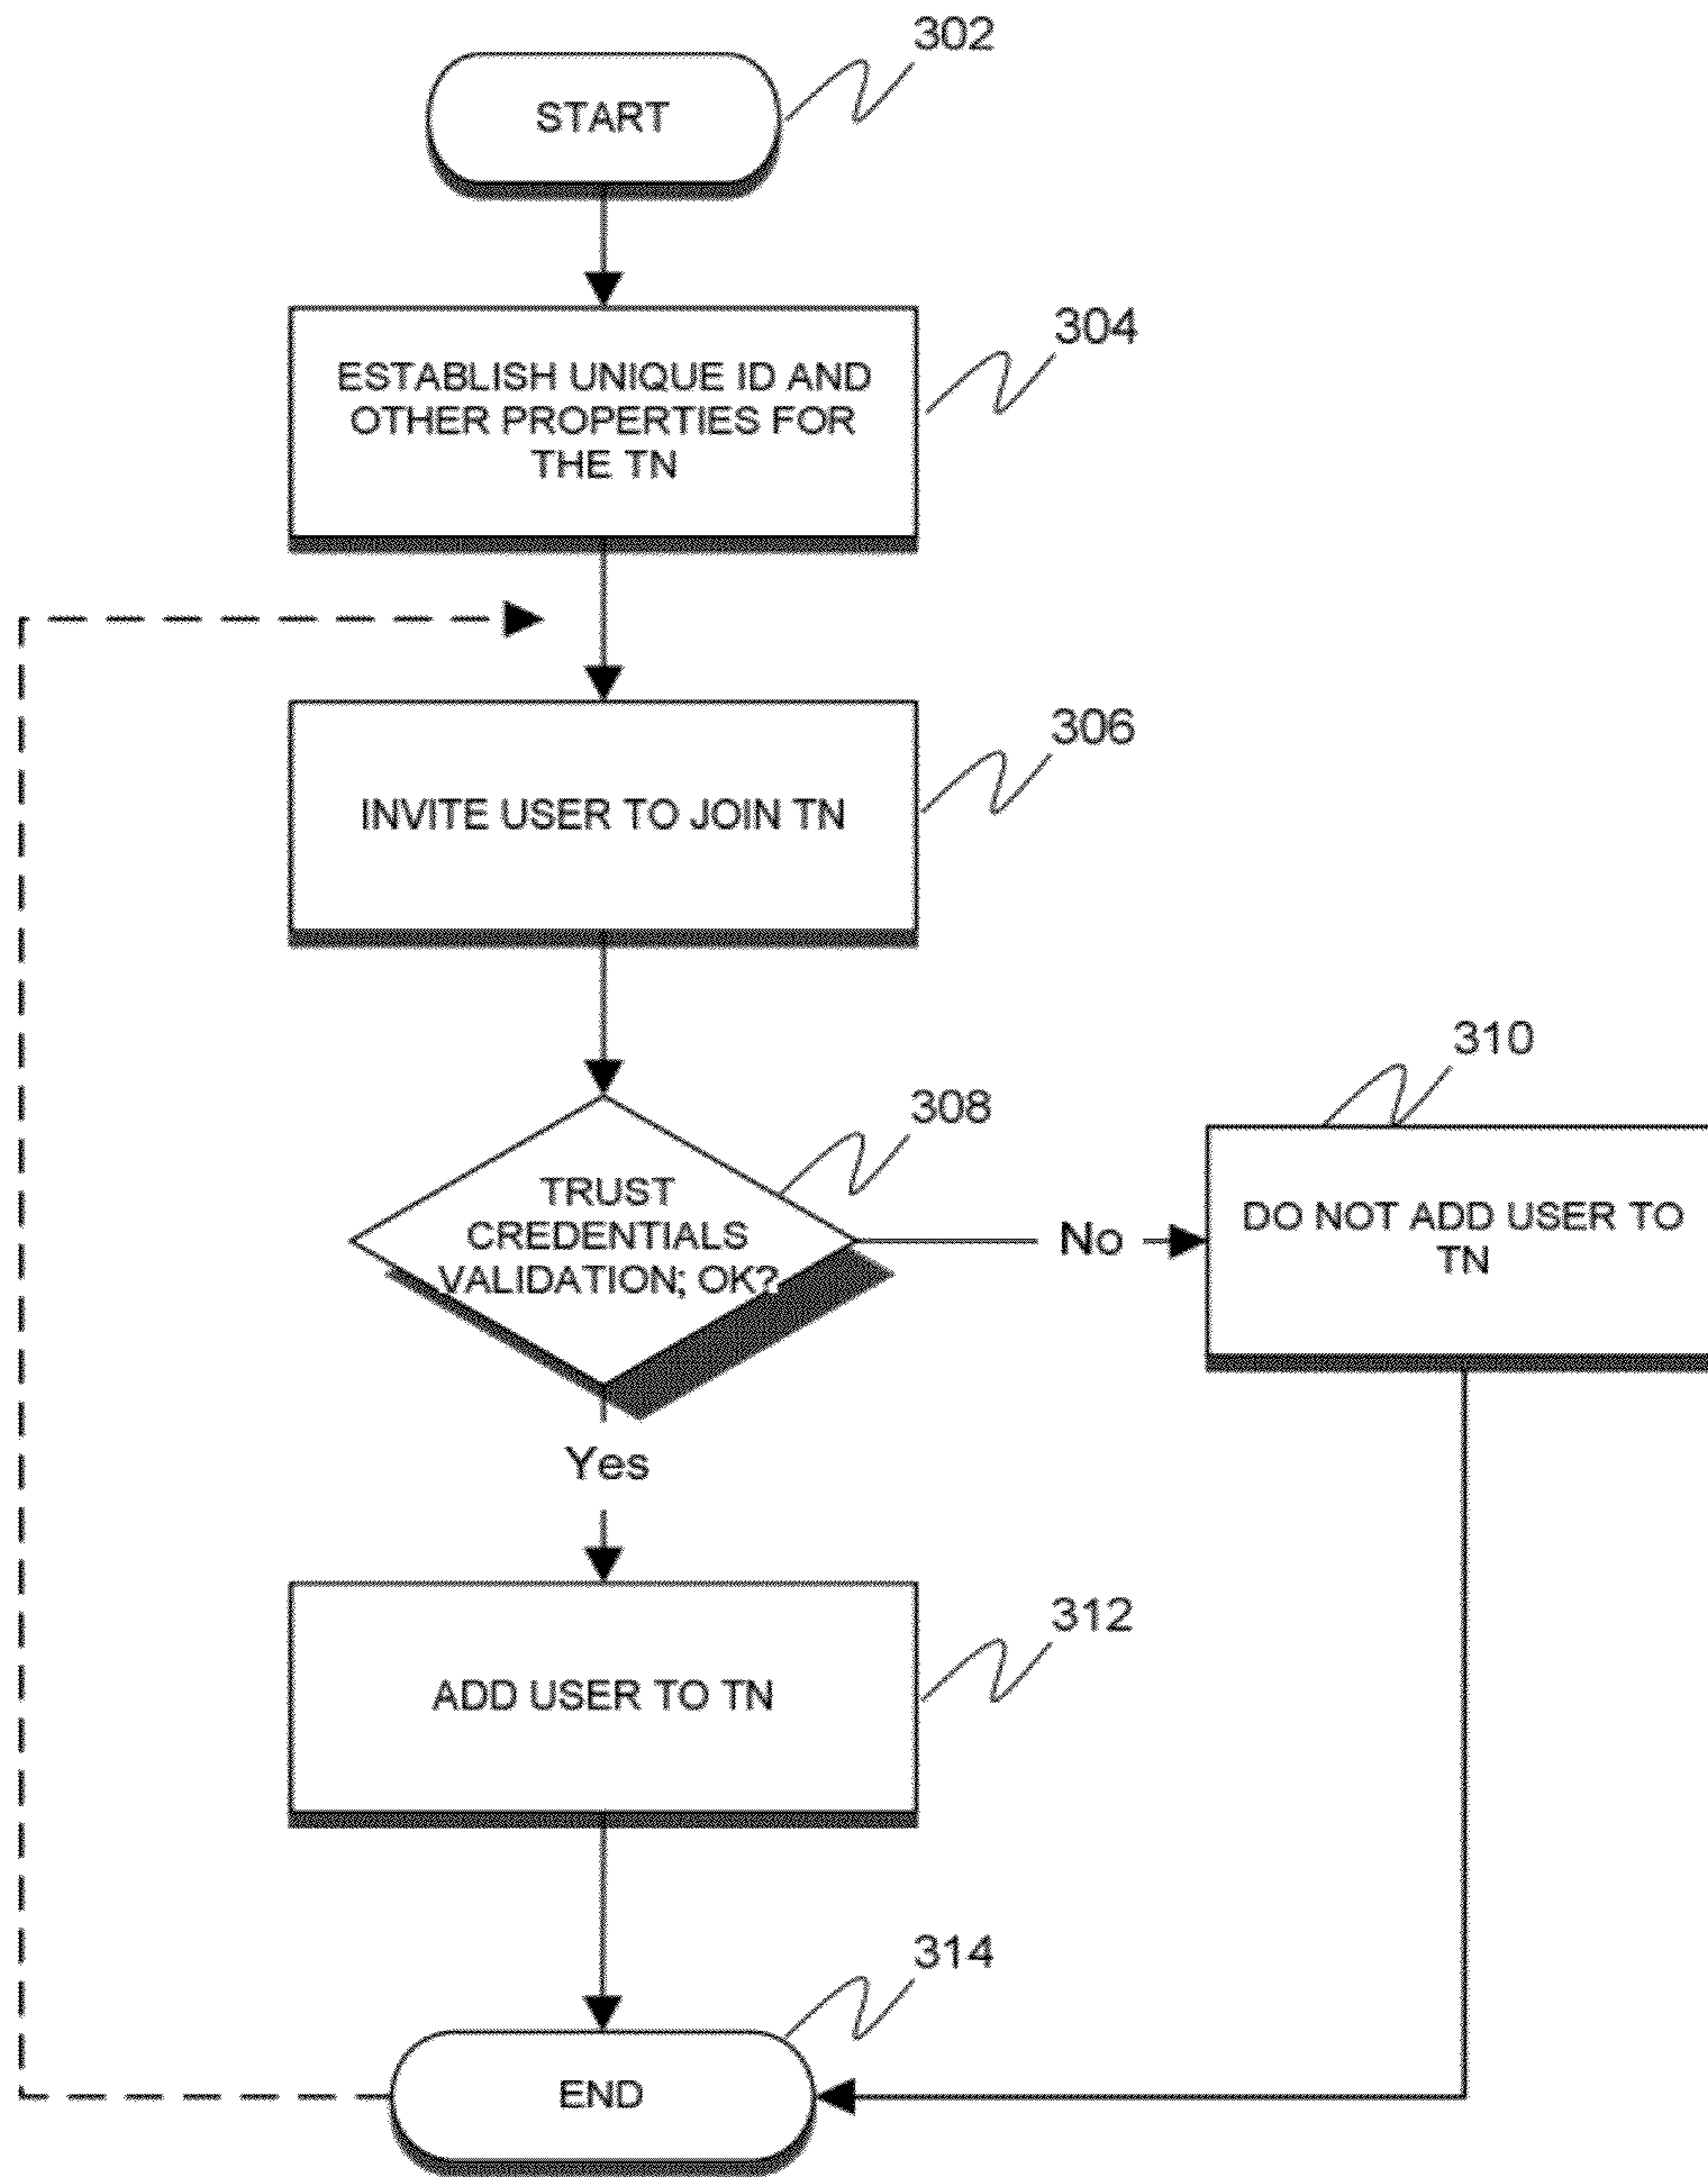 302
START
304
ESTABLISH UNIQUE ID AND
OTHER PROPERTIES FOR
THE TN
306
INVITE USER TO JOIN TN
308
TRUST
CREDENTIALS
VALIDATION; OK?
No
310
DO NOT ADD USER TO
TN
Yes
312
ADD USER TO TN
314
END